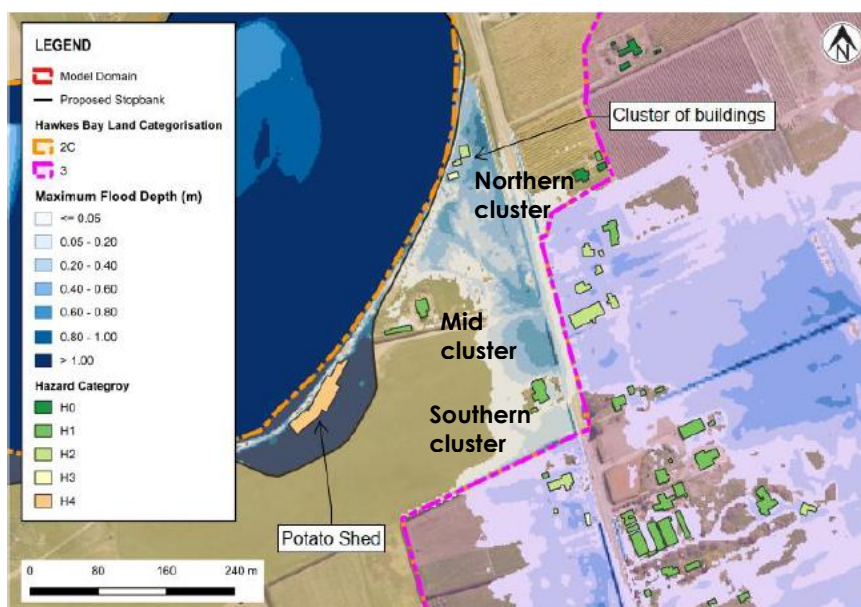 LEGEND
Model Domain
Proposed Stopbank
Hawkes Bay Land Categorisation
2C
3
Maximum Flood Depth (m)
<= 0.05
0.05 - 0.20
0.20 - 0.40
0.40 - 0.60
0.60 - 0.80
0.80 - 1.00
> 1.00
Hazard Categroy
H0
H1
H2
H3
H4
0 80 160 240 m
N
Cluster of buildings
Northern
cluster
Mid
cluster
Southern
cluster
Potato Shed